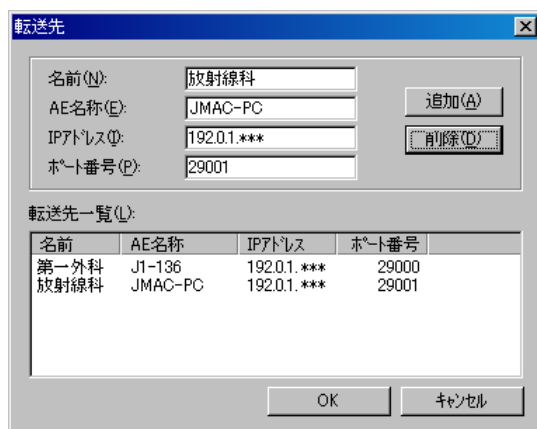 転送先
名前(N): 放射線科
追加(A)
AE名称(E): JMAC-PC
IPｱﾄﾞﾚｽ(I): 192.0.1.***
削除(D)
ﾎﾟｰﾄ番号(P): 29001
転送先一覧(L):
名前 AE名称 IPｱﾄﾞﾚｽ ﾎﾟｰﾄ番号
第一外科 J1-136 192.0.1.*** 29000
放射線科 JMAC-PC 192.0.1.*** 29001
OK ｷｬﾝｾﾙ